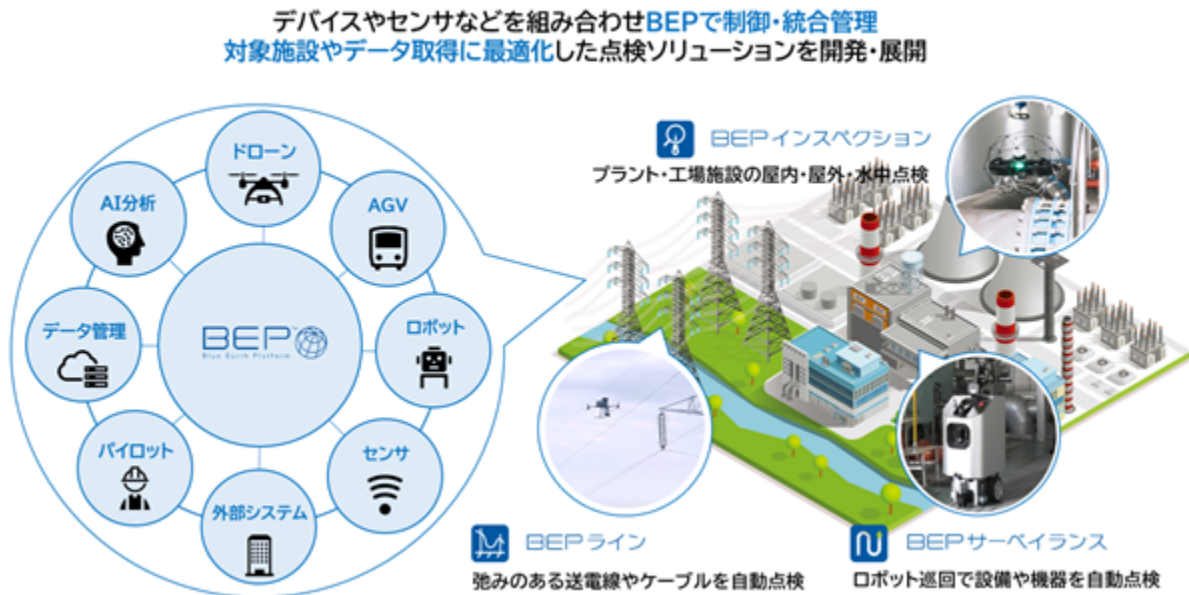 デバイスやセンサなどを組み合わせBEPで制御・統合管理
対象施設やデータ取得に最適化した点検ソリューションを開発・展開
ドローン
AGV
ロボット
センサ
外部システム
パイロット
データ管理
AI分析
BEP
Blue Earth Platform
BEPインスペクション
プラント・工場施設の屋内・屋外・水中点検
BEPライン
弛みのある送電線やケーブルを自動点検
BEPサーベイランス
ロボット巡回で設備や機器を自動点検